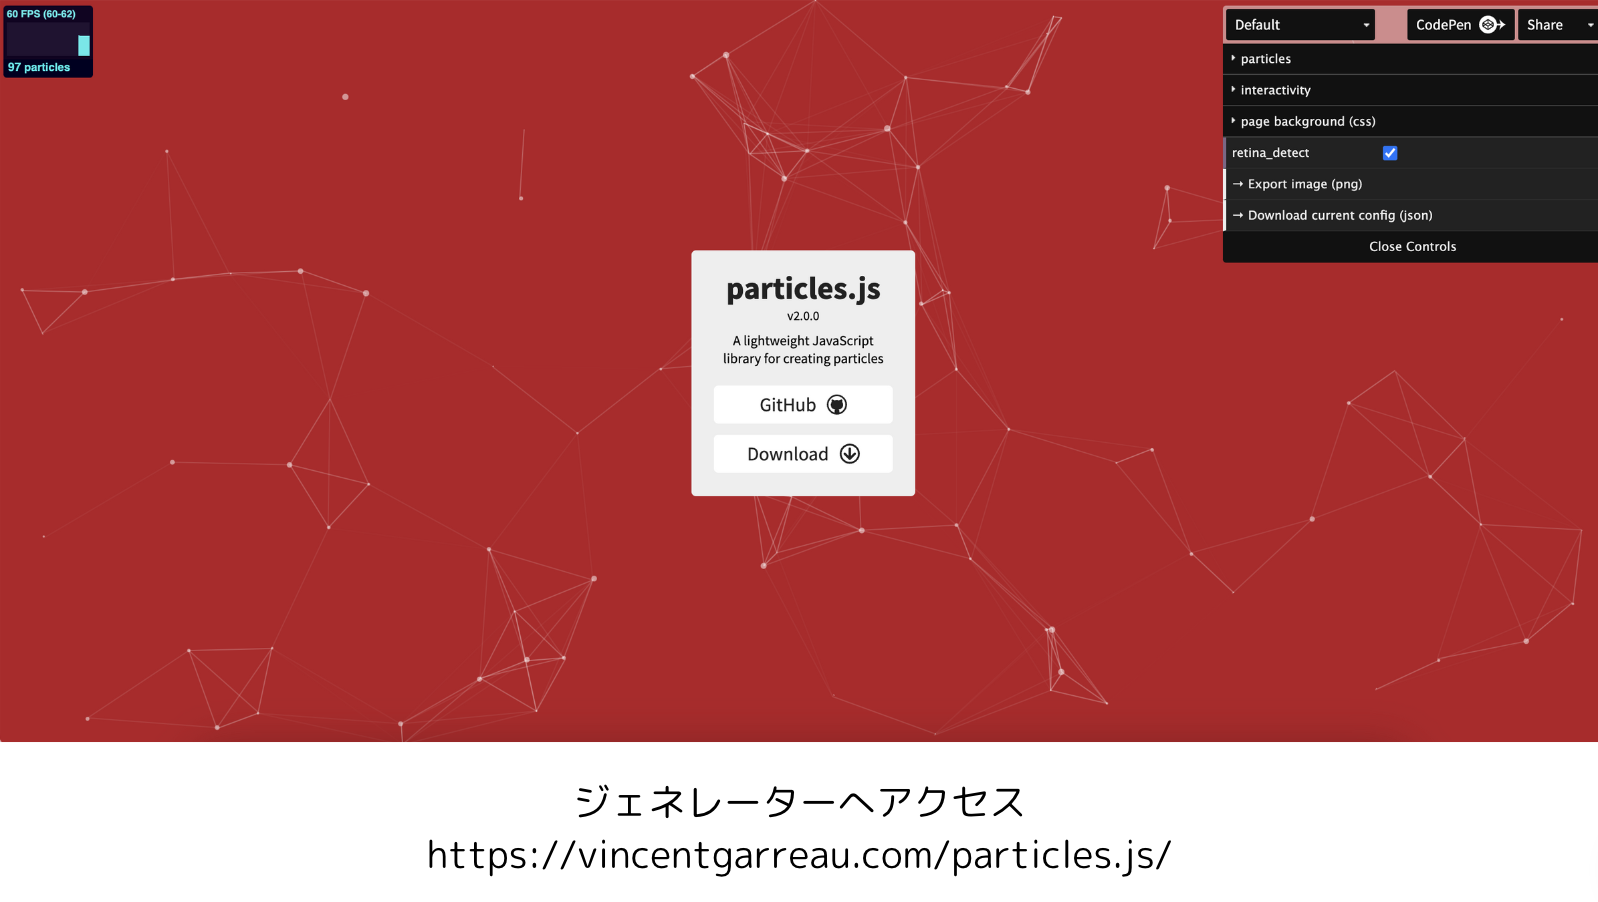 60 FPS (60-62)
97 particles
Default
CodePen
Share
particles
interactivity
page background (css)
retina_detect
→ Export image (png)
→ Download current config (json)
Close Controls
particles.js
v2.0.0
A lightweight JavaScript
library for creating particles
GitHub
Download
ジェネレーターへアクセス
https://vincentgarreau.com/particles.js/